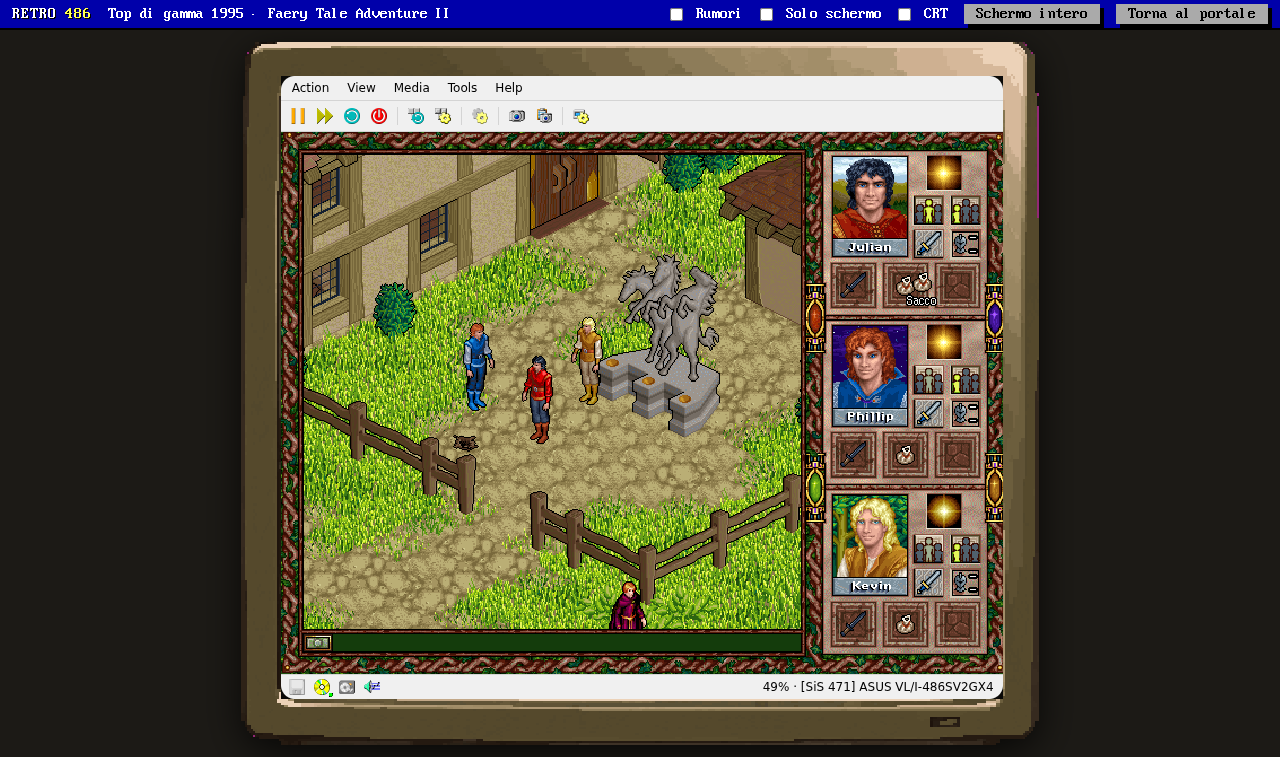 RETRO 486 Top di gamma 1995 · Faery Tale Adventure II Rumori Solo schermo CRT Schermo intero Torna al portale
Action View Media Tools Help
Julian
Sacco
Phillip
Kevin
49% · [SiS 471] ASUS VL/I-486SV2GX4